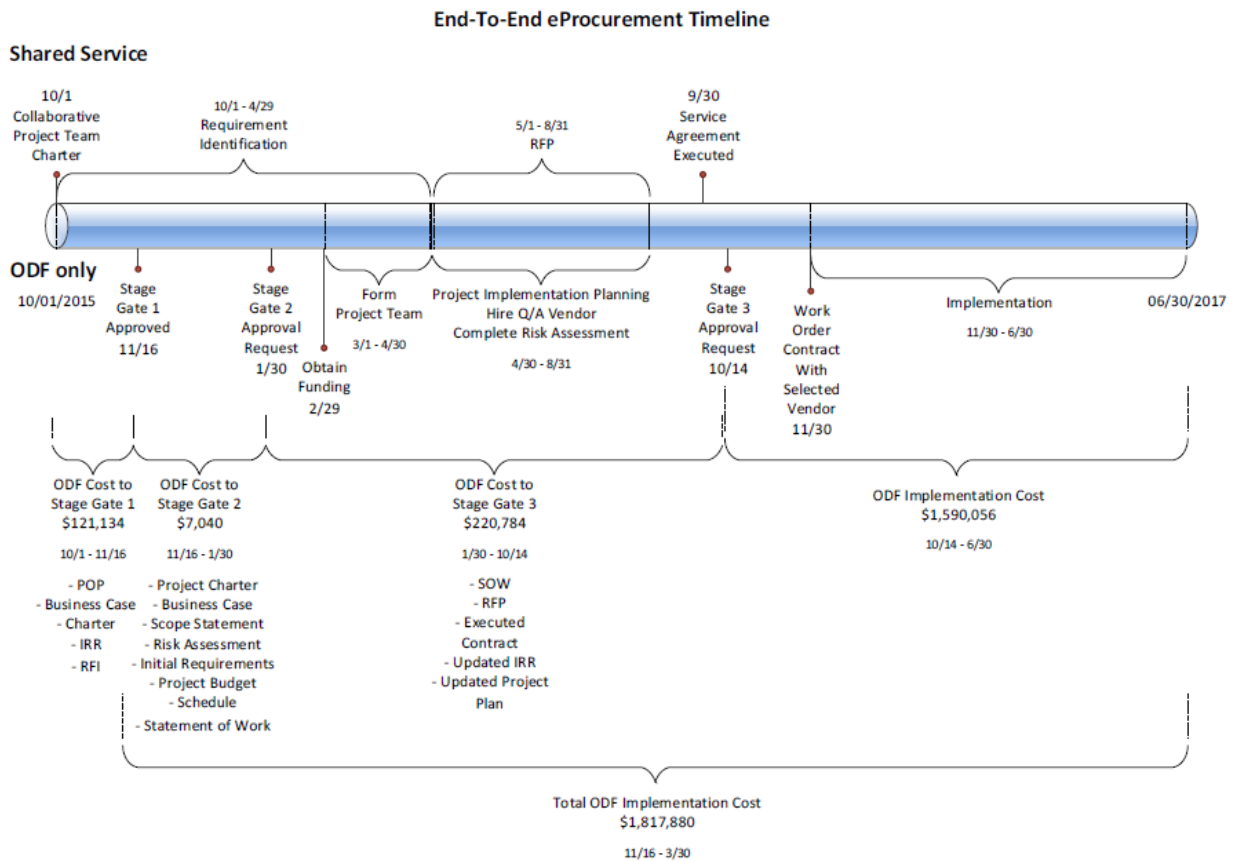 End-To-End eProcurement Timeline
Shared Service
10/1
Collaborative
Project Team
Charter
10/1 - 4/29
Requirement
Identification
5/1 - 8/31
RFP
9/30
Service
Agreement
Executed
ODF only
10/01/2015
Stage
Gate 1
Approved
11/16
Stage
Gate 2
Approval
Request
1/30
Obtain
Funding
2/29
Form
Project Team
3/1 - 4/30
Project Implementation Planning
Hire Q/A Vendor
Complete Risk Assessment
4/30 - 8/31
Stage
Gate 3
Approval
Request
10/14
Work
Order
Contract
With
Selected
Vendor
11/30
Implementation
11/30 - 6/30
06/30/2017
ODF Cost to
Stage Gate 1
$121,134
10/1 - 11/16
- POP
- Business Case
- Charter
- IRR
- RFI
ODF Cost to
Stage Gate 2
$7,040
11/16 - 1/30
- Project Charter
- Business Case
- Scope Statement
- Risk Assessment
- Initial Requirements
- Project Budget
- Schedule
- Statement of Work
ODF Cost to
Stage Gate 3
$220,784
1/30 - 10/14
- SOW
- RFP
- Executed
Contract
- Updated IRR
- Updated Project
Plan
ODF Implementation Cost
$1,590,056
10/14 - 6/30
Total ODF Implementation Cost
$1,817,880
11/16 - 3/30